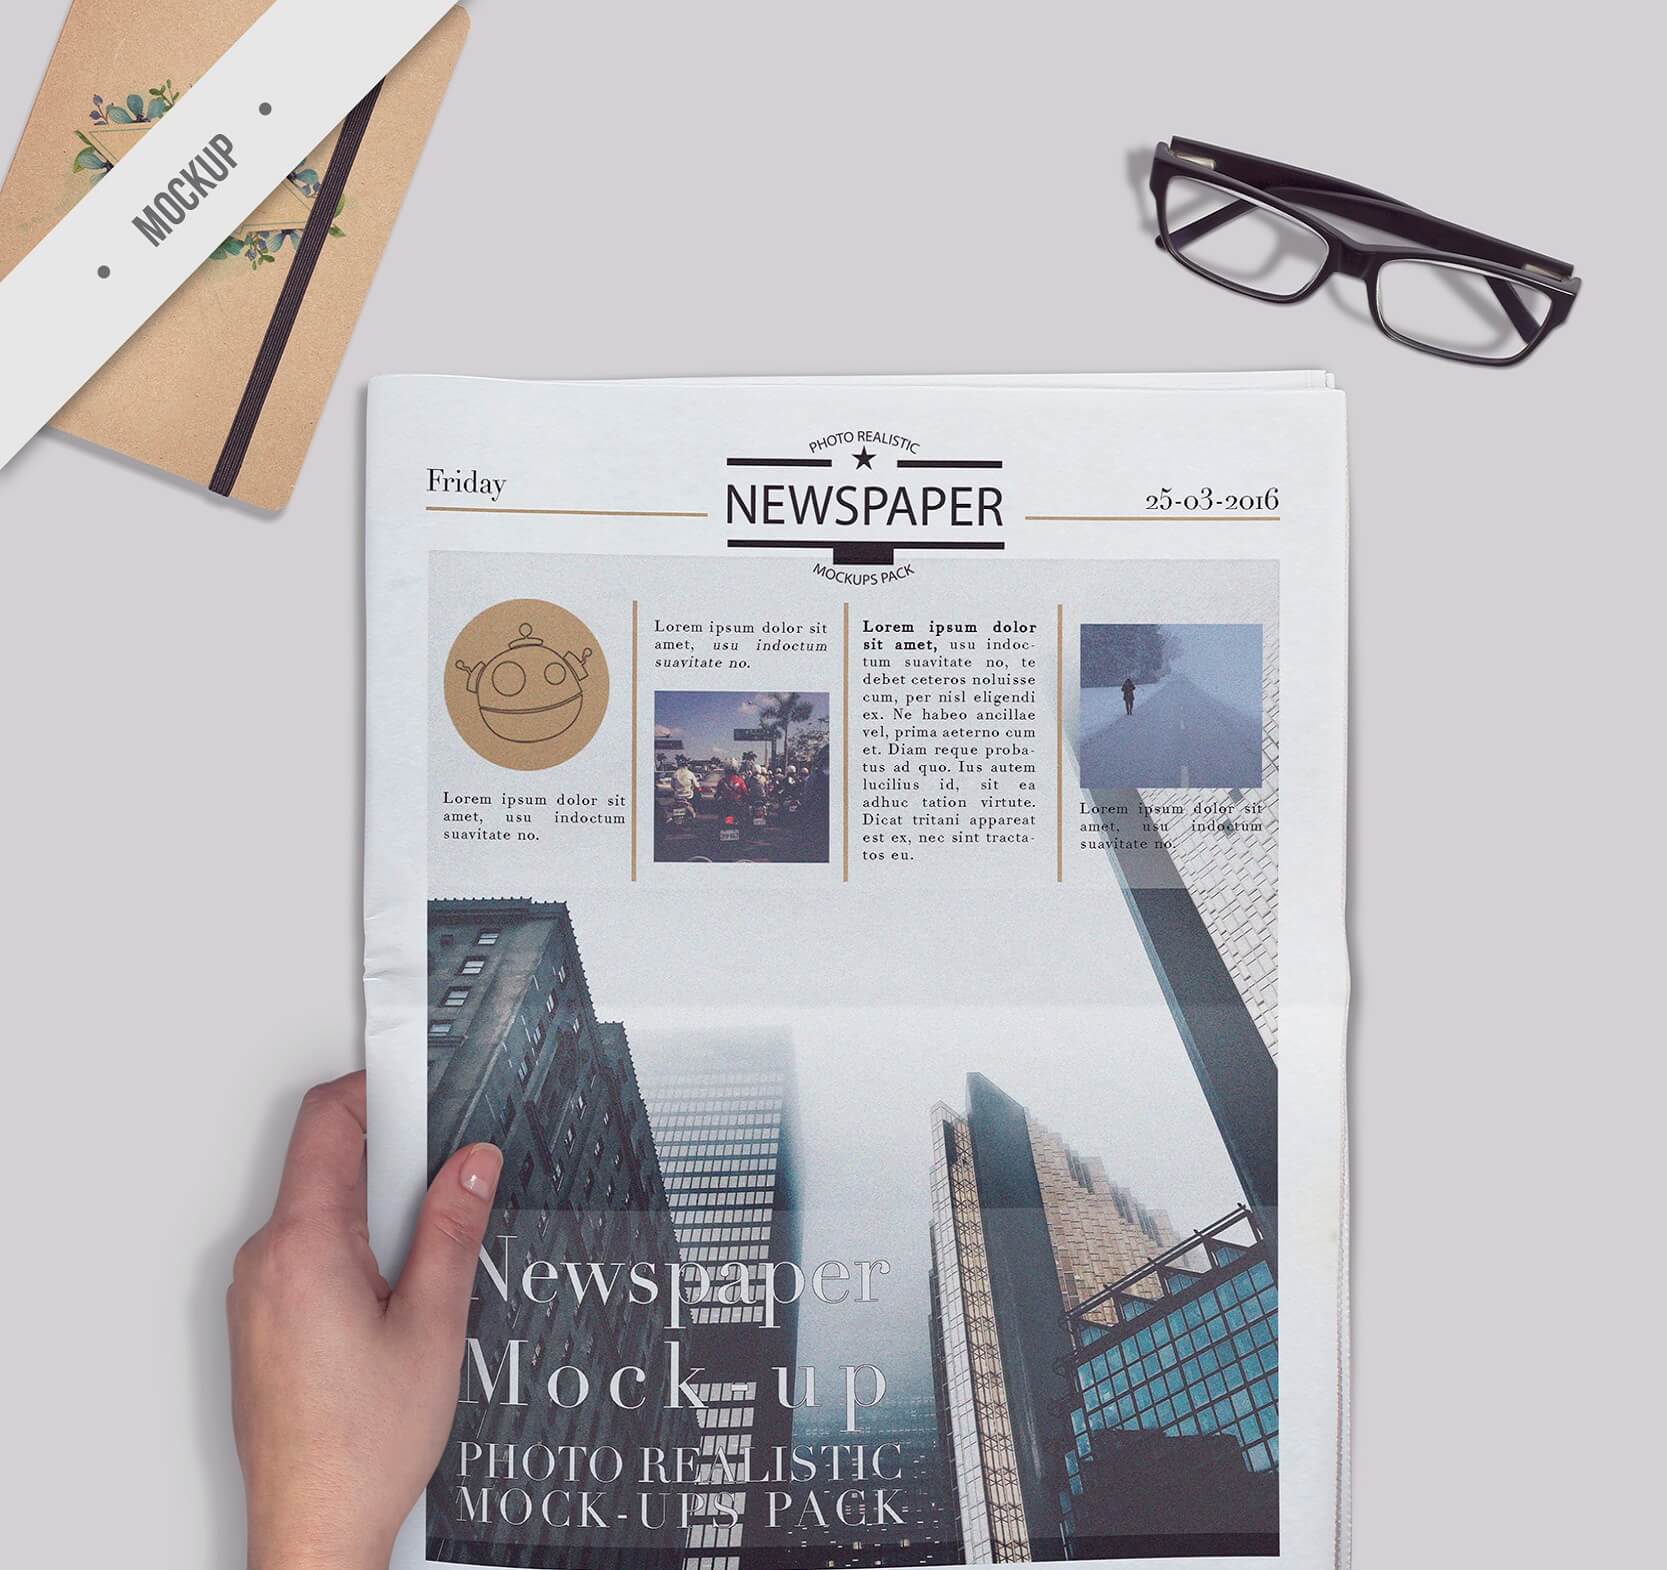 MOCKUP
PHOTO REALISTIC
Friday
NEWSPAPER
25-03-2016
MOCKUPS PACK
Lorem ipsum dolor sit
amet, usu indoctum
suavitate no.
Lorem ipsum dolor sit
amet, usu indoctum
suavitate no.
Lorem ipsum dolor
sit amet, usu indoc-
tum suavitate no, te
debet ceteros noluisse
cum, per nisl eligendi
ex. Ne habeo ancillae
vel, prima aeterno cum
et. Diam reque proba-
tus ad quo. Ius autem
lucilius id, sit ea
adhuc tation virtute.
Dicat tritani appareat
est ex, nec sint tracta-
tos eu.
Lorem ipsum dolor sit
amet, usu indoctum
suavitate no.
Newspaper
Mock-up
PHOTO REALISTIC
MOCK-UPS PACK